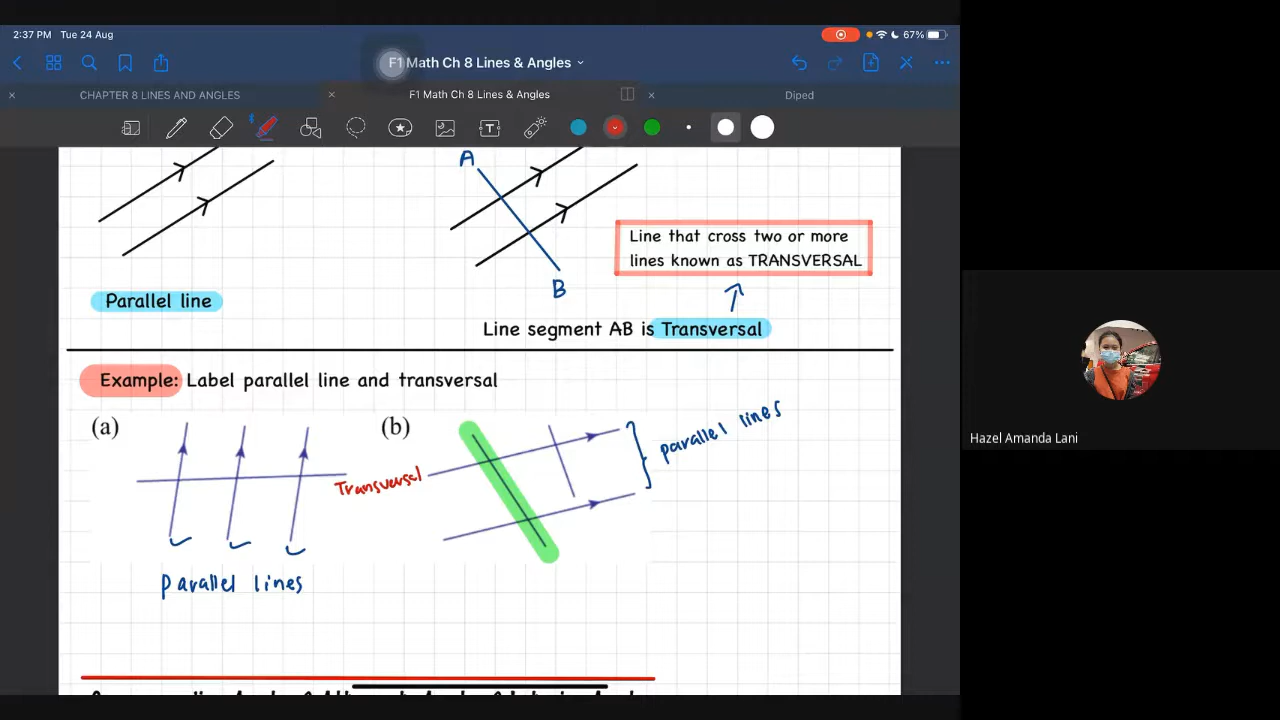 2:37 PM Tue 24 Aug
67%
F1 Math Ch 8 Lines & Angles
CHAPTER 8 LINES AND ANGLES
F1 Math Ch 8 Lines & Angles
Diped
A
B
Line that cross two or more
lines known as TRANSVERSAL
Parallel line
Line segment AB is Transversal
Example: Label parallel line and transversal
(a)
(b)
Transversal
parallel lines
parallel lines
Hazel Amanda Lani